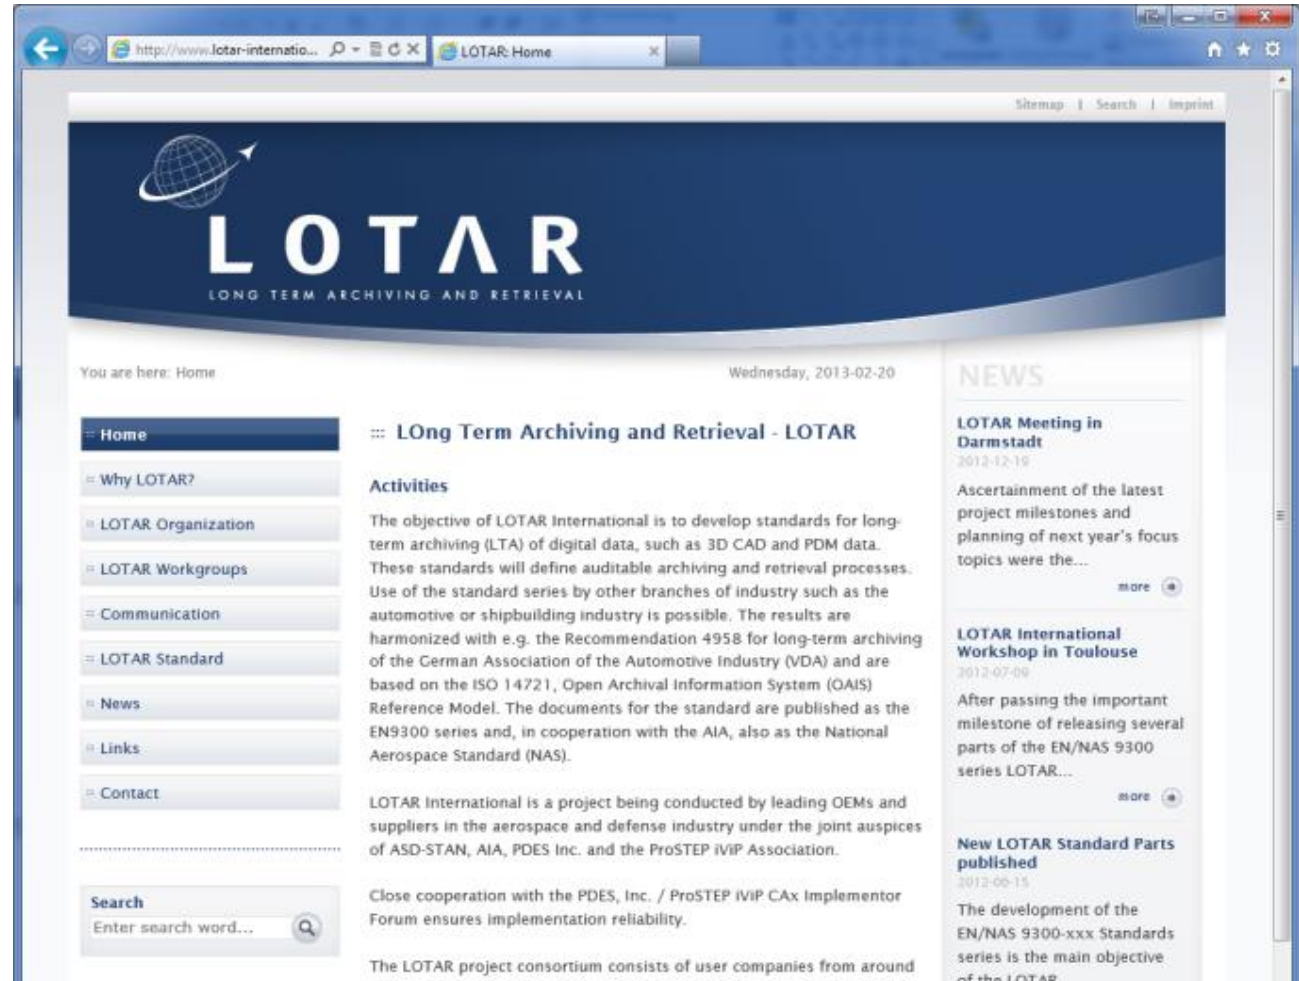 http://www.lotar-internatio...
LOTAR: Home
Sitemap | Search | Imprint
LOTAR
LONG TERM ARCHIVING AND RETRIEVAL
You are here: Home
Wednesday, 2013-02-20
Home
Why LOTAR?
LOTAR Organization
LOTAR Workgroups
Communication
LOTAR Standard
News
Links
Contact
Search
Enter search word...
LOng Term Archiving and Retrieval - LOTAR
Activities
The objective of LOTAR International is to develop standards for long-
term archiving (LTA) of digital data, such as 3D CAD and PDM data.
These standards will define auditable archiving and retrieval processes.
Use of the standard series by other branches of industry such as the
automotive or shipbuilding industry is possible. The results are
harmonized with e.g. the Recommendation 4958 for long-term archiving
of the German Association of the Automotive Industry (VDA) and are
based on the ISO 14721, Open Archival Information System (OAIS)
Reference Model. The documents for the standard are published as the
EN9300 series and, in cooperation with the AIA, also as the National
Aerospace Standard (NAS).
LOTAR International is a project being conducted by leading OEMs and
suppliers in the aerospace and defense industry under the joint auspices
of ASD-STAN, AIA, PDES Inc. and the ProSTEP iViP Association.
Close cooperation with the PDES, Inc. / ProSTEP iViP CAx Implementor
Forum ensures implementation reliability.
The LOTAR project consortium consists of user companies from around
NEWS
LOTAR Meeting in
Darmstadt
2012-12-19
Ascertainment of the latest
project milestones and
planning of next year's focus
topics were the...
more
LOTAR International
Workshop in Toulouse
2012-07-09
After passing the important
milestone of releasing several
parts of the EN/NAS 9300
series LOTAR...
more
New LOTAR Standard Parts
published
2012-06-15
The development of the
EN/NAS 9300-xxx Standards
series is the main objective
of the LOTAR